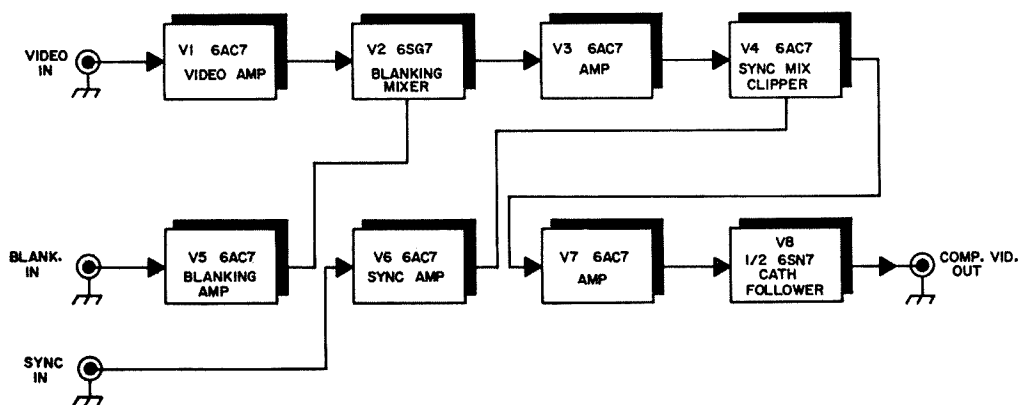 VIDEO
IN
V1 6AC7
VIDEO AMP
V2 6SG7
BLANKING
MIXER
V3 6AC7
AMP
V4 6AC7
SYNC MIX
CLIPPER
BLANK.
IN
V5 6AC7
BLANKING
AMP
V6 6AC7
SYNC AMP
V7 6AC7
AMP
V8
1/2 6SN7
CATH
FOLLOWER
COMP. VID.
OUT
SYNC
IN